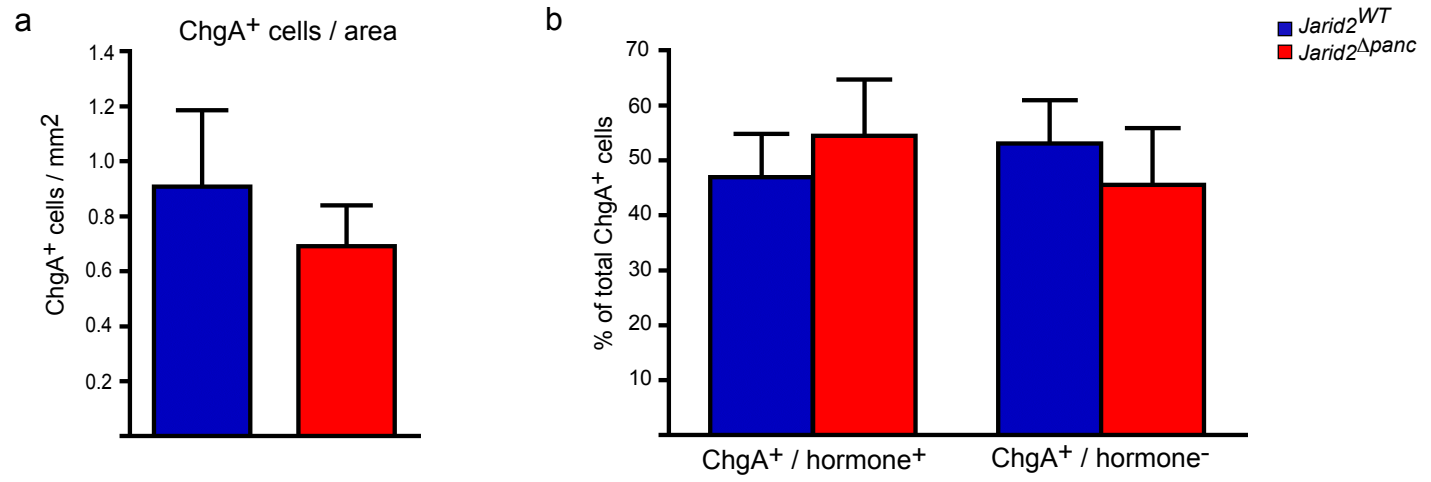 a
ChgA+ cells / area
ChgA+ cells / mm2
1.4
1.2
1.0
0.8
0.6
0.4
0.2
b
% of total ChgA+ cells
70
60
50
40
30
20
10
ChgA+ / hormone+
ChgA+ / hormone-
Jarid2WT
Jarid2Δpanc